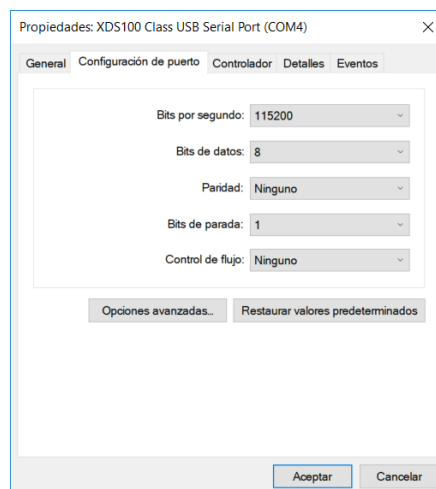 Propiedades: XDS100 Class USB Serial Port (COM4)
General Configuración de puerto Controlador Detalles Eventos
Bits por segundo: 115200
Bits de datos: 8
Paridad: Ninguno
Bits de parada: 1
Control de flujo: Ninguno
Opciones avanzadas... Restaurar valores predeterminados
Aceptar Cancelar